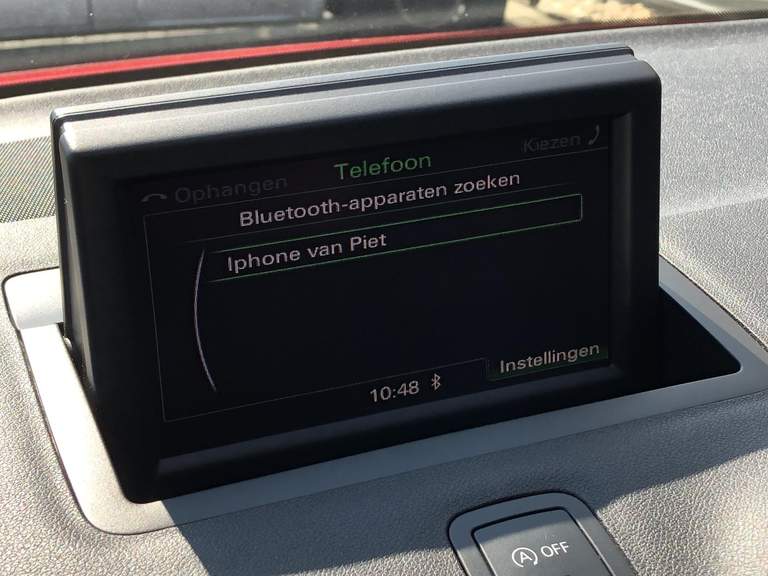 Ophangen Telefoon Kiezen
Bluetooth-apparaten zoeken
Iphone van Piet
10:48 Instellingen
A OFF